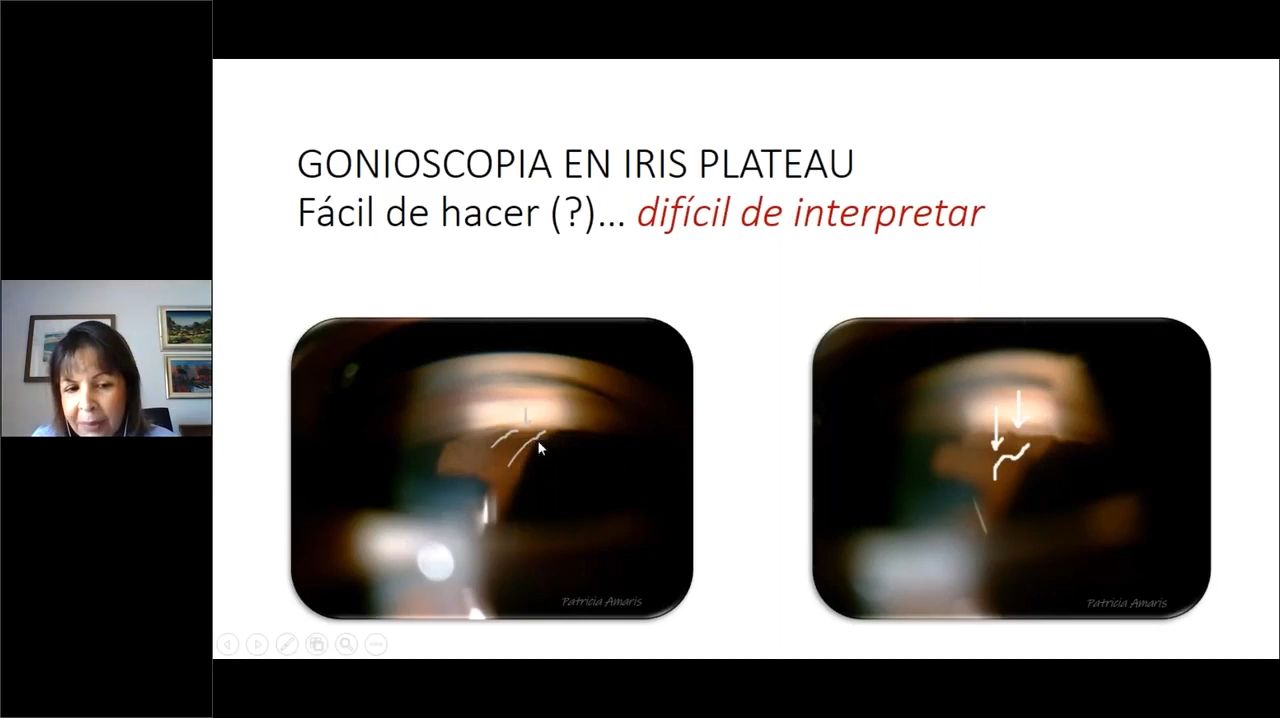 GONIOSCOPIA EN IRIS PLATEAU
Fácil de hacer (?)... difícil de interpretar
Patricia Amaris
Patricia Amaris